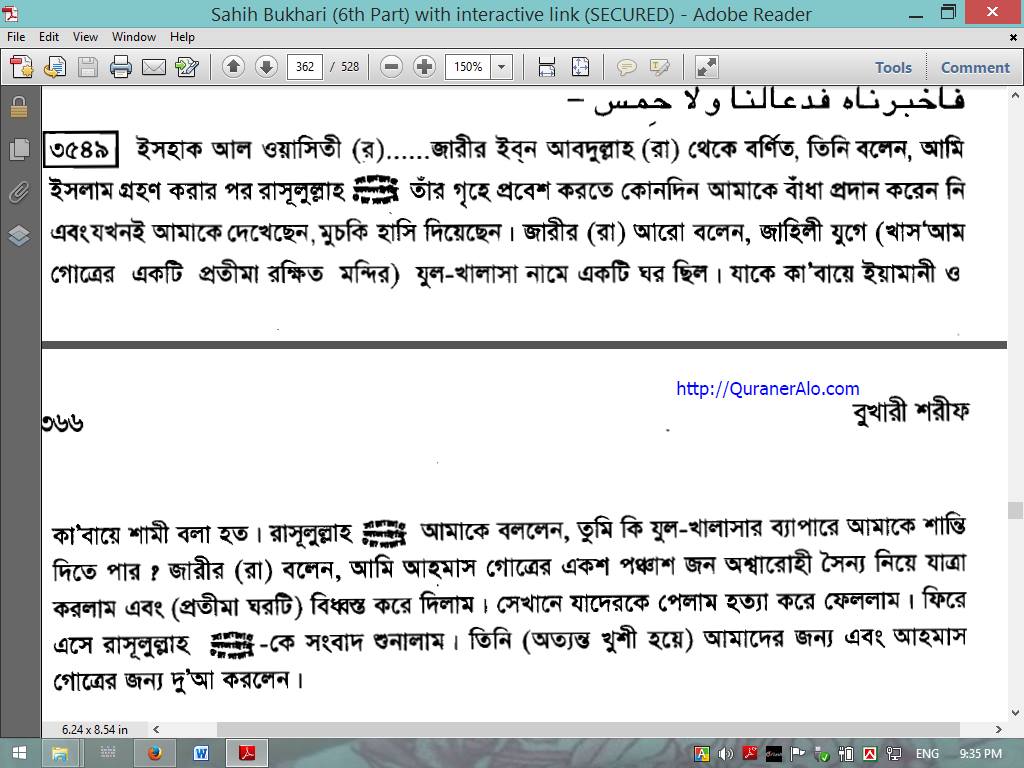 Sahih Bukhari (6th Part) with interactive link (SECURED) - Adobe Reader
File Edit View Window Help
362 / 528 150% Tools Comment
فاخبرناه فدعالنا ولا حمس –
৩৫৪৯ ইসহাক আল ওয়াসিতী (র)......জারীর ইব্‌ন আবদুল্লাহ (রা) থেকে বর্ণিত, তিনি বলেন, আমি
ইসলাম গ্রহণ করার পর রাসূলুল্লাহ তাঁর গৃহে প্রবেশ করতে কোনদিন আমাকে বাঁধা প্রদান করেন নি
এবং যখনই আমাকে দেখেছেন, মুচকি হাসি দিয়েছেন। জারীর (রা) আরো বলেন, জাহিলী যুগে (খাস'আম
গোত্রের একটি প্রতীমা রক্ষিত মন্দির) যুল-খালাসা নামে একটি ঘর ছিল। যাকে কা'বায়ে ইয়ামানী ও
http://QuranerAlo.com
৩৬৬ বুখারী শরীফ
কা'বায়ে শামী বলা হত। রাসূলুল্লাহ আমাকে বললেন, তুমি কি যুল-খালাসার ব্যাপারে আমাকে শান্তি
দিতে পার ? জারীর (রা) বলেন, আমি আহমাস গোত্রের একশ পঞ্চাশ জন অশ্বারোহী সৈন্য নিয়ে যাত্রা
করলাম এবং (প্রতীমা ঘরটি) বিধ্বস্ত করে দিলাম। সেখানে যাদেরকে পেলাম হত্যা করে ফেললাম। ফিরে
এসে রাসূলুল্লাহ -কে সংবাদ শুনালাম। তিনি (অত্যন্ত খুশী হয়ে) আমাদের জন্য এবং আহমাস
গোত্রের জন্য দু'আ করলেন।
6.24 x 8.54 in
ENG 9:35 PM